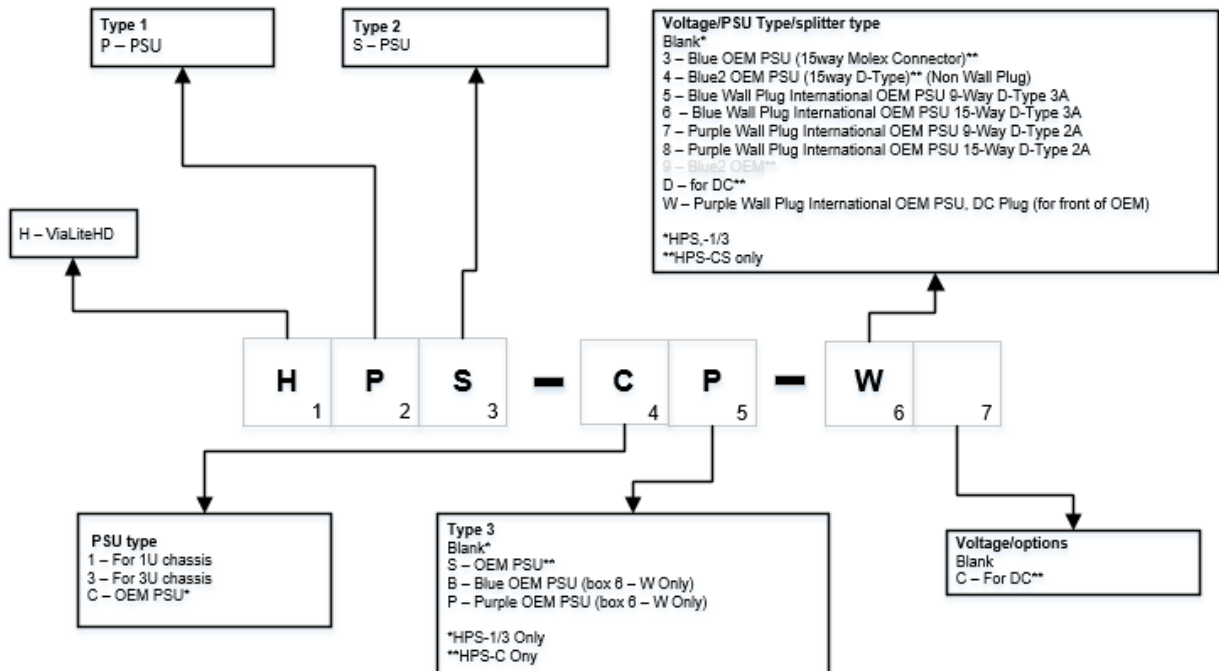 Type 1
P – PSU
Type 2
S – PSU
Voltage/PSU Type/splitter type
Blank*
3 – Blue OEM PSU (15way Molex Connector)**
4 – Blue2 OEM PSU (15way D-Type)** (Non Wall Plug)
5 – Blue Wall Plug International OEM PSU 9-Way D-Type 3A
6 – Blue Wall Plug International OEM PSU 15-Way D-Type 3A
7 – Purple Wall Plug International OEM PSU 9-Way D-Type 2A
8 – Purple Wall Plug International OEM PSU 15-Way D-Type 2A
9 – Blue2 OEM**
D – for DC**
W – Purple Wall Plug International OEM PSU, DC Plug (for front of OEM)
*HPS,-1/3
**HPS-CS only
H – ViaLiteHD
H P S – C P – W
1 2 3 4 5 6 7
PSU type
1 – For 1U chassis
3 – For 3U chassis
C – OEM PSU*
Type 3
Blank*
S – OEM PSU**
B – Blue OEM PSU (box 6 – W Only)
P – Purple OEM PSU (box 6 – W Only)
*HPS-1/3 Only
**HPS-C Ony
Voltage/options
Blank
C – For DC**